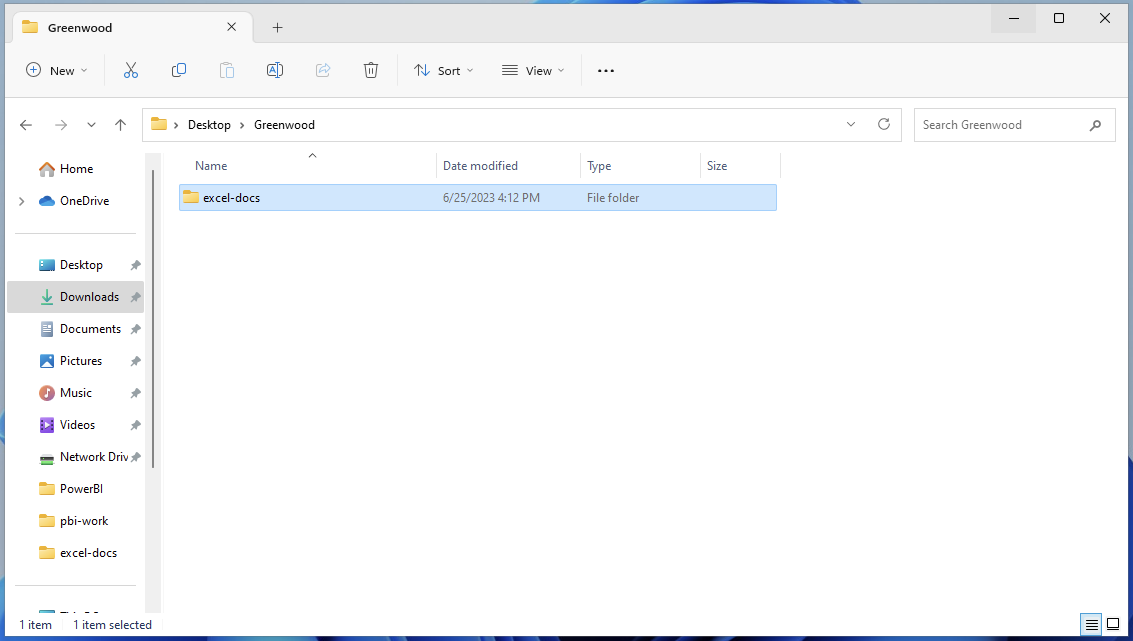 Greenwood
New
Sort
View
Desktop
Greenwood
Search Greenwood
Home
OneDrive
Desktop
Downloads
Documents
Pictures
Music
Videos
Network Driv
PowerBI
pbi-work
excel-docs
Name
Date modified
Type
Size
excel-docs
6/25/2023 4:12 PM
File folder
1 item
1 item selected